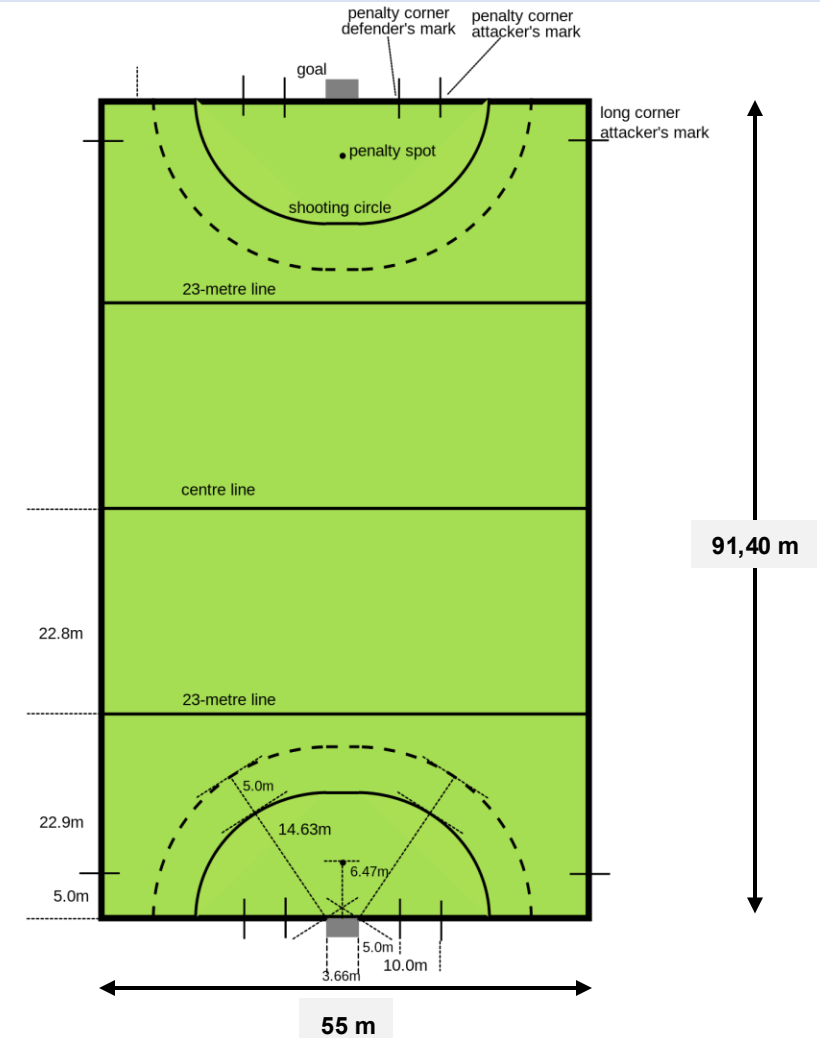 penalty corner
defender's mark
penalty corner
attacker's mark
goal
long corner
attacker's mark
penalty spot
shooting circle
23-metre line
centre line
91,40 m
22.8m
23-metre line
5.0m
14.63m
22.9m
6.47m
5.0m
5.0m
10.0m
3.66m
55 m